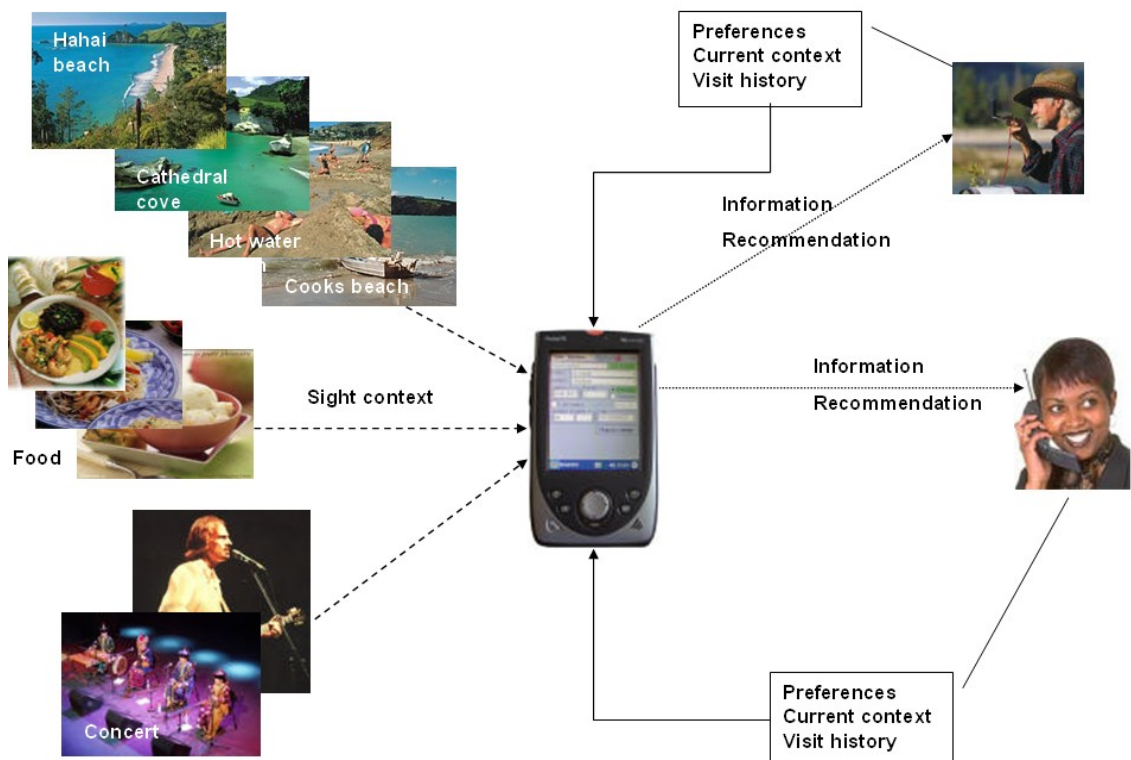 Hahai
beach
Cathedral
cove
Hot water
Cooks beach
Food
Sight context
Concert
Preferences
Current context
Visit history
Information
Recommendation
Information
Recommendation
Preferences
Current context
Visit history